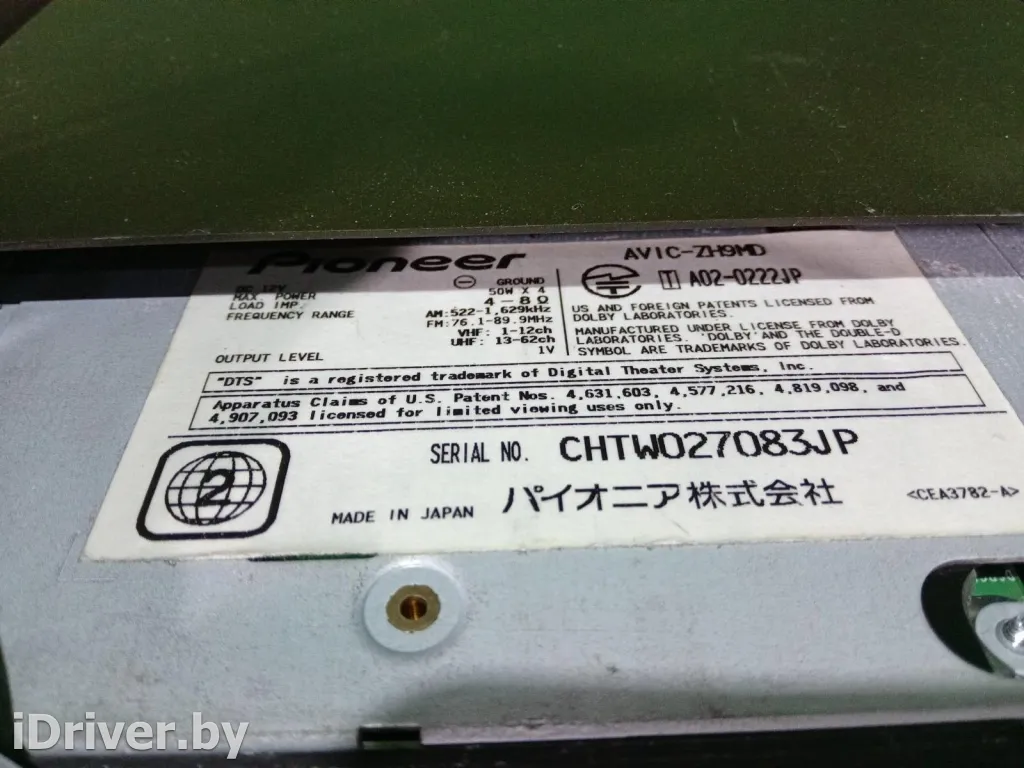 Pioneer
DC 12V GROUND
MAX. POWER 50W X 4
LOAD IMP. 4-8Ω
FREQUENCY RANGE AM:522-1,629kHz
FM:76.1-89.9MHz
VHF: 1-12ch
UHF: 13-62ch
OUTPUT LEVEL 1V
AVIC-ZH9MD
T A02-0222JP
US AND FOREIGN PATENTS LICENSED FROM
DOLBY LABORATORIES.
MANUFACTURED UNDER LICENSE FROM DOLBY
LABORATORIES. "DOLBY" AND THE DOUBLE-D
SYMBOL ARE TRADEMARKS OF DOLBY LABORATORIES.
"DTS" is a registered trademark of Digital Theater Systems, Inc.
Apparatus Claims of U.S. Patent Nos. 4,631,603, 4,577,216, 4,819,098, and
4,907,093 licensed for limited viewing uses only.
2
SERIAL NO. CHTW027083JP
MADE IN JAPAN パイオニア株式会社 <CEA3782-A>
iDriver.by